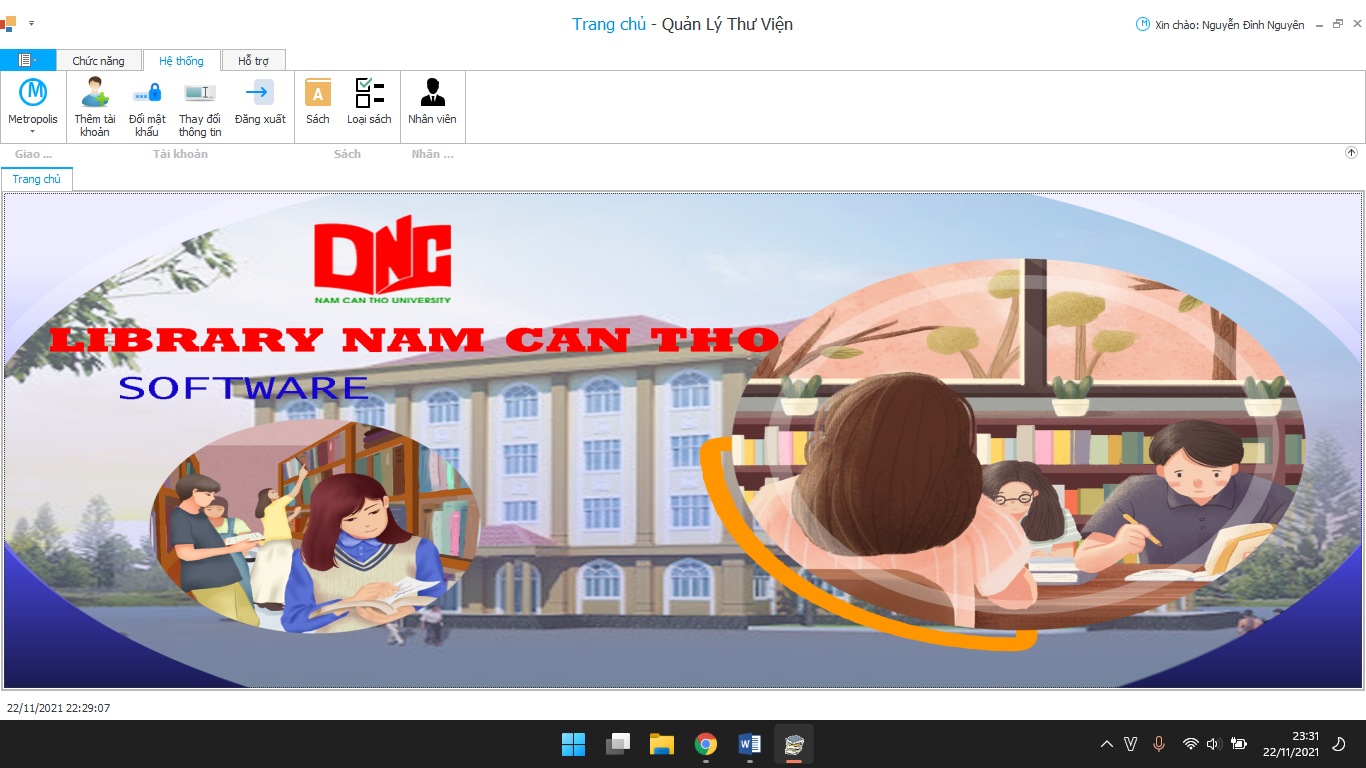 Trang chủ - Quản Lý Thư Viện
Xin chào: Nguyễn Đình Nguyên
Chức năng
Hệ thống
Hỗ trợ
Metropolis
Thêm tài khoản
Đổi mật khẩu
Thay đổi thông tin
Đăng xuất
Sách
Loại sách
Nhân viên
Giao ...
Tài khoản
Sách
Nhân ...
Trang chủ
DNC
NAM CAN THO UNIVERSITY
LIBRARY NAM CAN THO
SOFTWARE
22/11/2021 22:29:07
23:31
22/11/2021